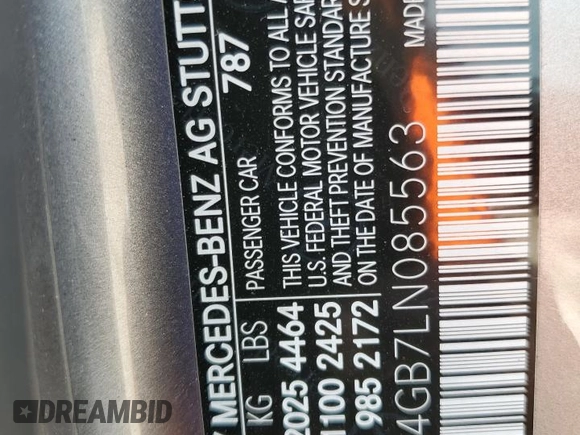 MERCEDES-BENZ AG STUTT
787
KG LBS PASSENGER CAR
2025 4464 THIS VEHICLE CONFORMS TO ALL A
1100 2425 U.S. FEDERAL MOTOR VEHICLE SAF
985 2172 AND THEFT PREVENTION STANDAR
ON THE DATE OF MANUFACTURE S
4GB7LN085563
MADE
DREAMBID